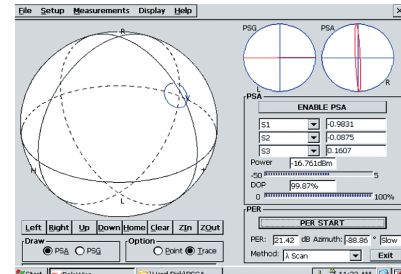 File Setup Measurements Display Help
PSG PSA
R
V
H
L
L R
PSA
ENABLE PSA
S1 -0.9831
S2 -0.0875
S3 0.1607
Power -16.761dBm
-50 5
DOP 99.87%
0 100%
Left Right Up Down Home Clear ZIn ZOut
Draw
PSA PSG
Option
Point Trace
PER
PER START
PER: 21.42 dB Azimuth: -88.86 ° Slow
Method: λ Scan Exit